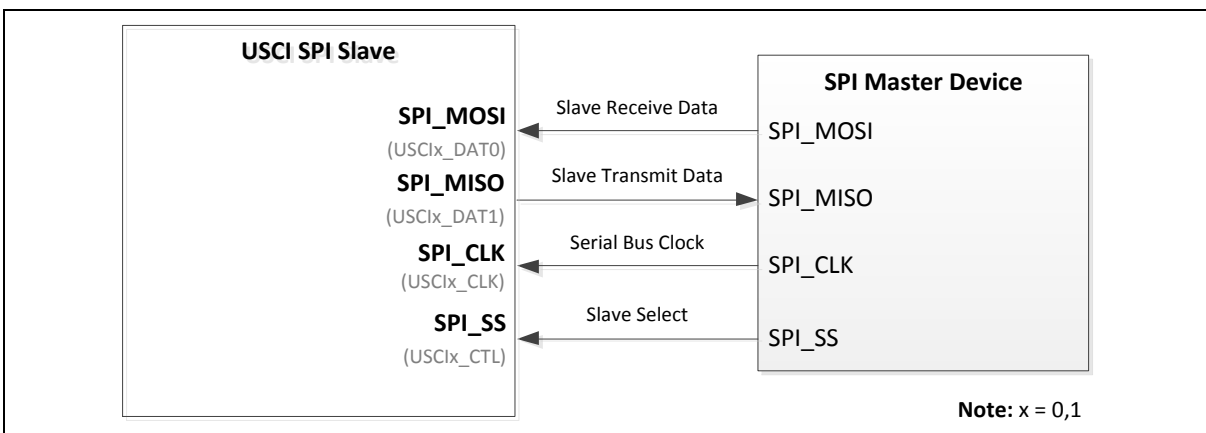 USCI SPI Slave
SPI Master Device
SPI_MOSI
(USCIx_DAT0)
Slave Receive Data
SPI_MOSI
SPI_MISO
(USCIx_DAT1)
Slave Transmit Data
SPI_MISO
SPI_CLK
(USCIx_CLK)
Serial Bus Clock
SPI_CLK
SPI_SS
(USCIx_CTL)
Slave Select
SPI_SS
Note: x = 0,1